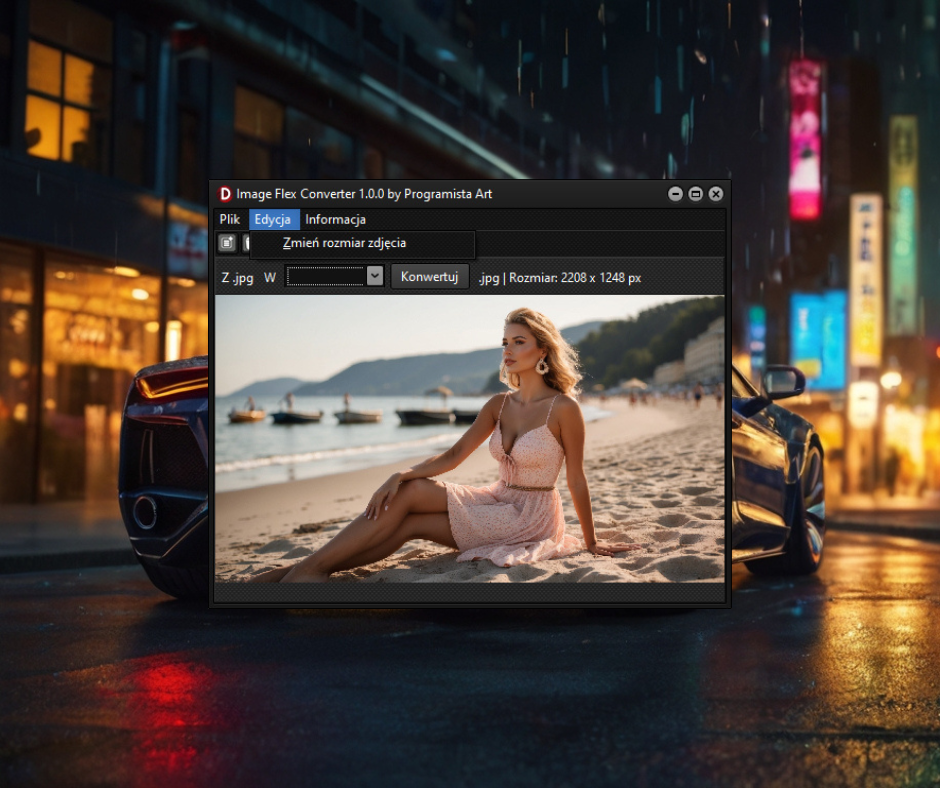 D Image Flex Converter 1.0.0 by Programista Art
Plik Edycja Informacja
Zmień rozmiar zdjęcia
Z .jpg W Konwertuj .jpg | Rozmiar: 2208 x 1248 px